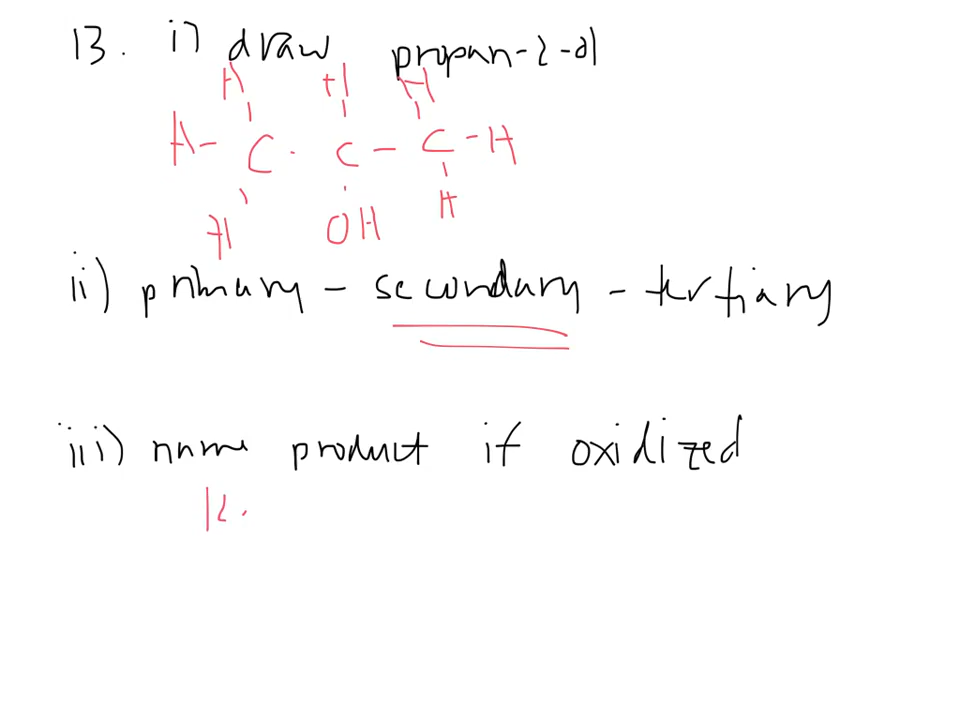 13. i) draw propan-2-ol
H H H
H- C - C - C -H
H OH H
ii) primary - secondary - tertiary
iii) name product if oxidized
K.